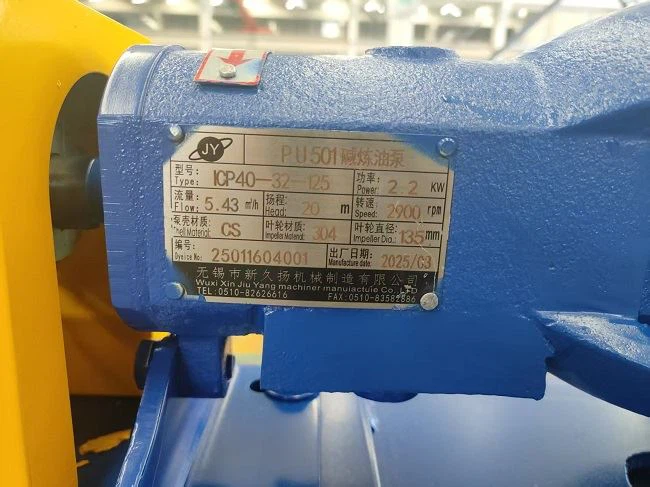 JY
PU501碱炼油泵
型号: Type: ICP40-32-125 功率: Power: 2.2 KW
流量: Flow: 5.43 m³/h 扬程: Head: 20 m 转速: Speed: 2900 rpm
泵壳材质: Shell Material: CS 叶轮材质: Impeller Material: 304 叶轮直径: Impeller Dia.: 135 mm
编号: Dyeice No: 25011604001 出厂日期: Manufacture date: 2025/03
无锡市新久扬机械制造有限公司
Wuxi Xin Jiu Yang machiner manufactuie Co.,LTD
TEL:0510-82626616 FAX:0510-83582886